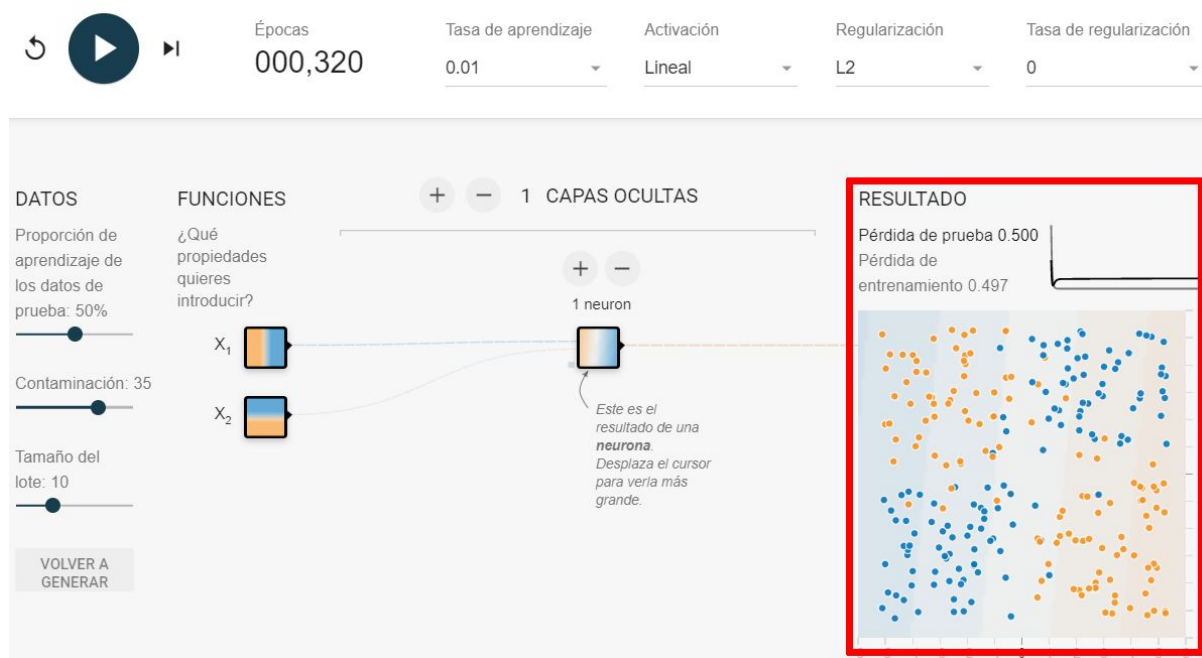 Épocas
000,320
Tasa de aprendizaje
0.01
Activación
Lineal
Regularización
L2
Tasa de regularización
0
DATOS
Proporción de
aprendizaje de
los datos de
prueba: 50%
Contaminación: 35
Tamaño del
lote: 10
VOLVER A
GENERAR
FUNCIONES
¿Qué
propiedades
quieres
introducir?
X1
X2
+ − 1 CAPAS OCULTAS
+ −
1 neuron
Este es el
resultado de una
neurona.
Desplaza el cursor
para verla más
grande.
RESULTADO
Pérdida de prueba 0.500
Pérdida de
entrenamiento 0.497